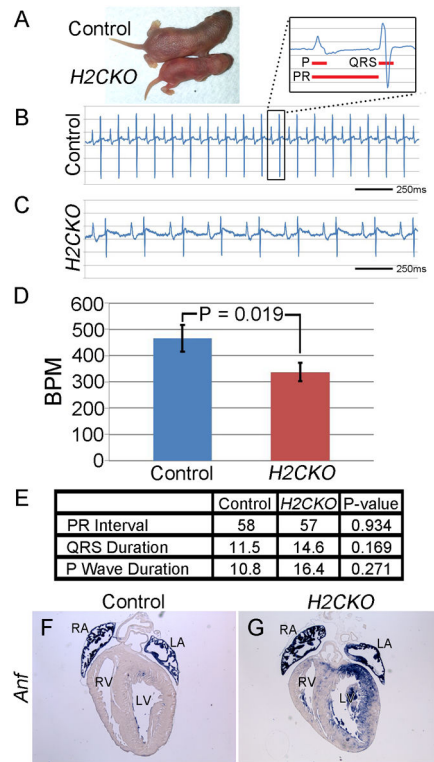 A
Control
H2CKO
P
QRS
PR
B
Control
250ms
C
H2CKO
250ms
D
BPM
600
500
400
300
200
100
0
P = 0.019
Control
H2CKO
E
Control H2CKO P-value
PR Interval 58 57 0.934
QRS Duration 11.5 14.6 0.169
P Wave Duration 10.8 16.4 0.271
Control
H2CKO
Anf
F
RA
LA
RV
LV
G
RA
LA
RV
LV